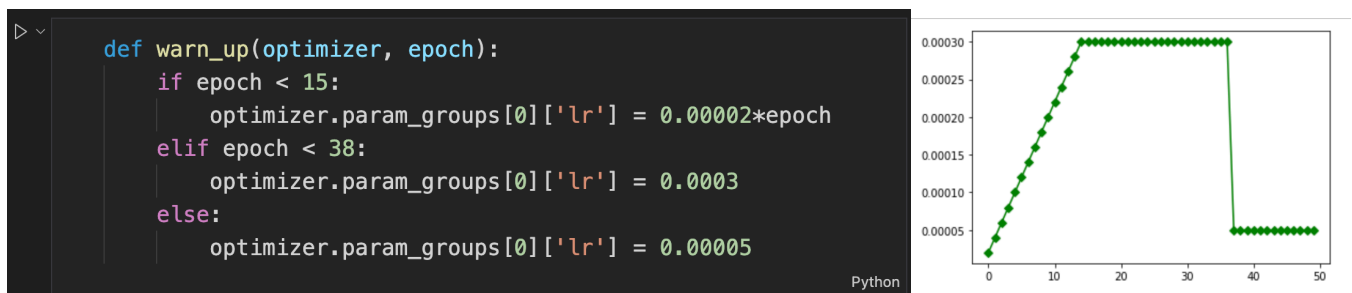 def warn_up(optimizer, epoch):
if epoch < 15:
optimizer.param_groups[0]['lr'] = 0.00002*epoch
elif epoch < 38:
optimizer.param_groups[0]['lr'] = 0.0003
else:
optimizer.param_groups[0]['lr'] = 0.00005
Python
0.00030
0.00025
0.00020
0.00015
0.00010
0.00005
0 10 20 30 40 50